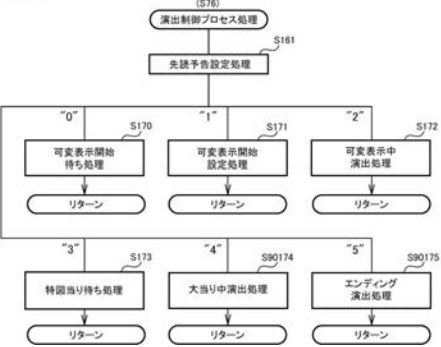 (S76)
演出制御プロセス処理
S161
先読予告設定処理
"0"
"1"
"2"
S170
S171
S172
可変表示開始
待ち処理
可変表示開始
設定処理
可変表示中
演出処理
リターン
リターン
リターン
"3"
"4"
"5"
S173
S90174
S90175
特図当り待ち処理
大当り中演出処理
エンディング
演出処理
リターン
リターン
リターン